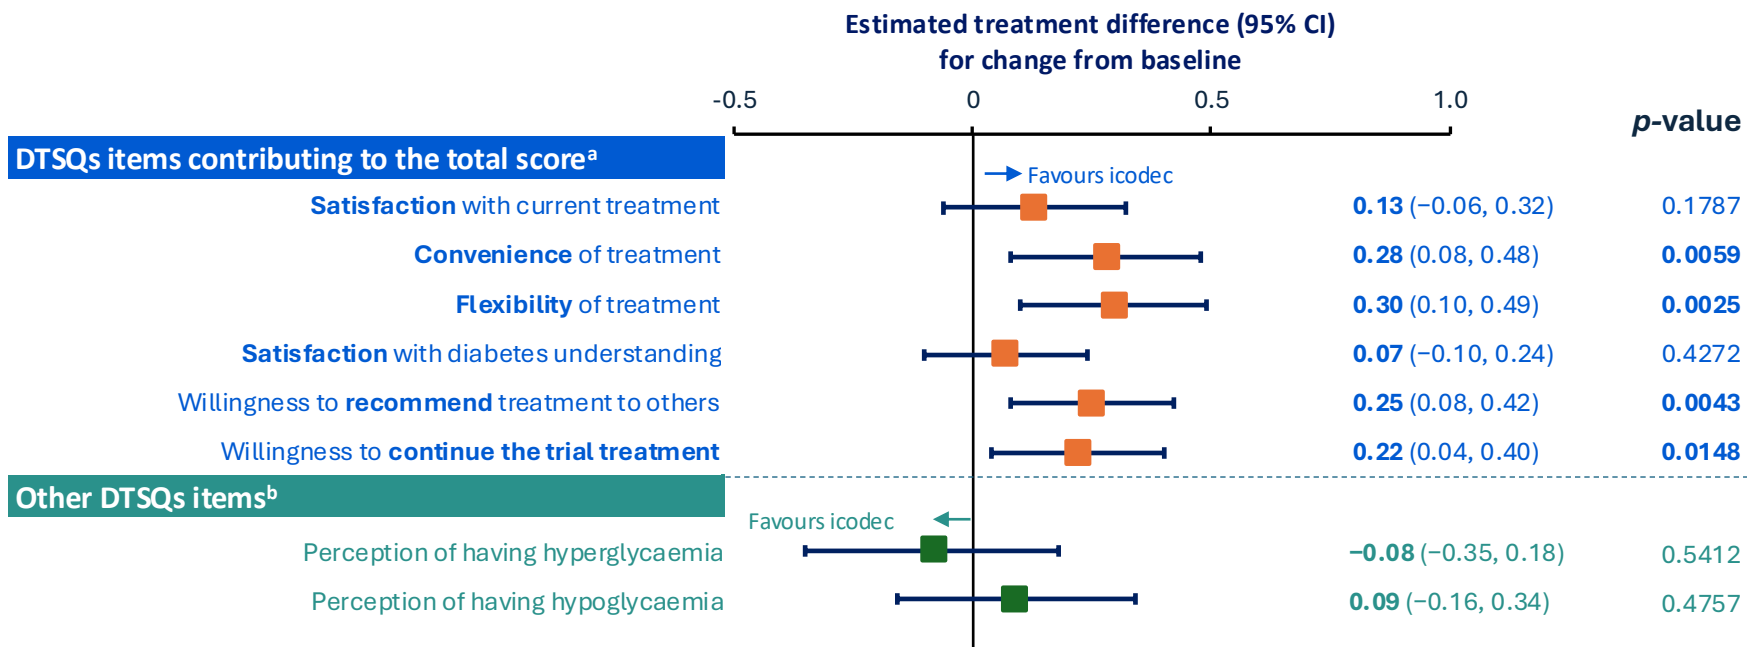 Estimated treatment difference (95% CI)
for change from baseline
-0.5 0 0.5 1.0
p-value
DTSQs items contributing to the total scoreᵃ
Favours icodec
Satisfaction with current treatment 0.13 (−0.06, 0.32) 0.1787
Convenience of treatment 0.28 (0.08, 0.48) 0.0059
Flexibility of treatment 0.30 (0.10, 0.49) 0.0025
Satisfaction with diabetes understanding 0.07 (−0.10, 0.24) 0.4272
Willingness to recommend treatment to others 0.25 (0.08, 0.42) 0.0043
Willingness to continue the trial treatment 0.22 (0.04, 0.40) 0.0148
Other DTSQs itemsᵇ
Favours icodec
Perception of having hyperglycaemia −0.08 (−0.35, 0.18) 0.5412
Perception of having hypoglycaemia 0.09 (−0.16, 0.34) 0.4757